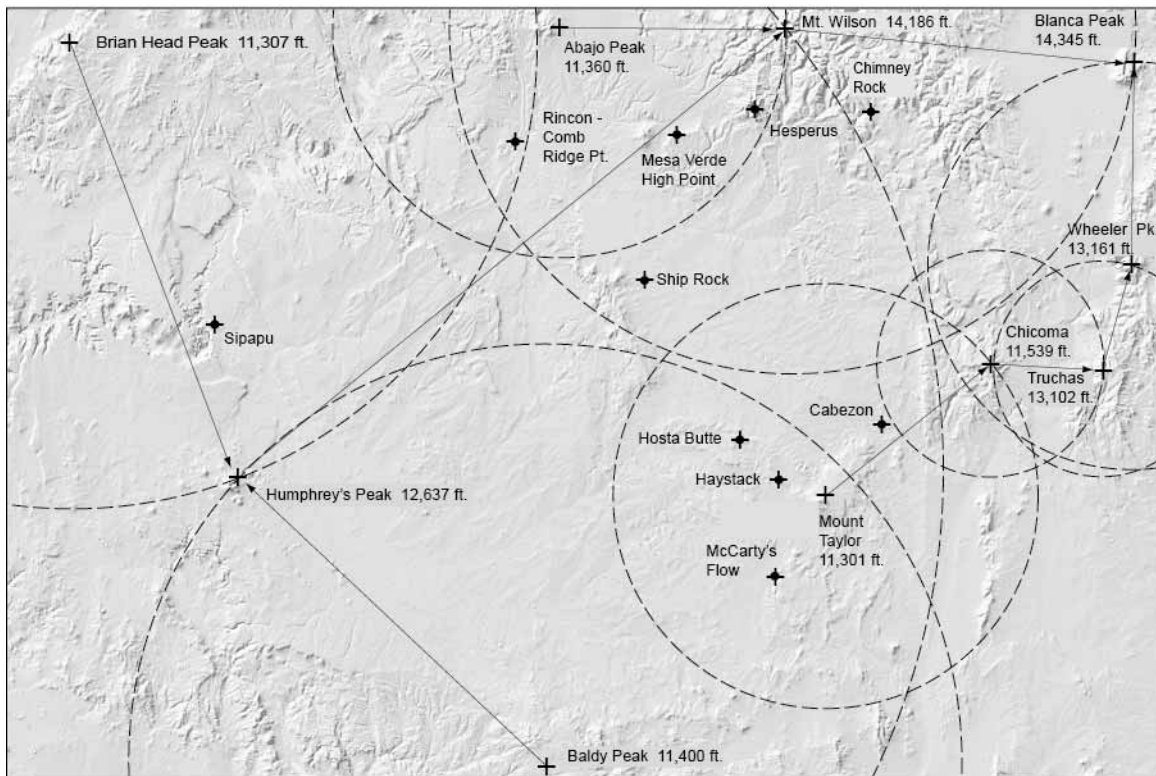 Mt. Wilson 14,186 ft.
Blanca Peak
14,345 ft.
Brian Head Peak 11,307 ft.
Abajo Peak
11,360 ft.
Chimney
Rock
Rincon -
Comb
Ridge Pt.
Hesperus
Mesa Verde
High Point
Wheeler Pk
13,161 ft.
Ship Rock
Sipapu
Chicoma
11,539 ft.
Truchas
13,102 ft.
Cabezon
Hosta Butte
Haystack
Humphrey's Peak 12,637 ft.
Mount
Taylor
11,301 ft.
McCarty's
Flow
Baldy Peak 11,400 ft.